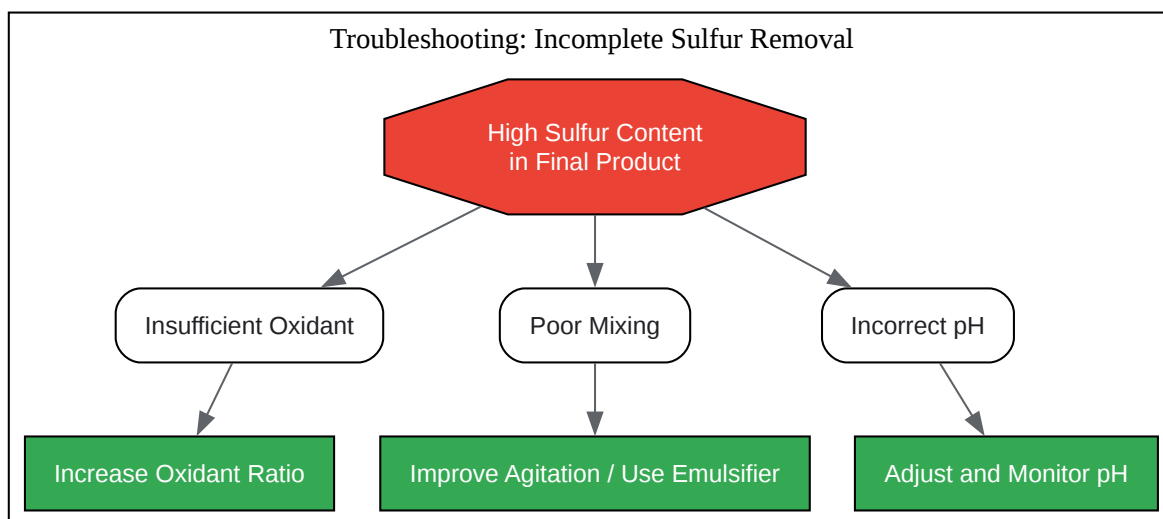 Troubleshooting: Incomplete Sulfur Removal
High Sulfur Content
in Final Product
Insufficient Oxidant
Poor Mixing
Incorrect pH
Increase Oxidant Ratio
Improve Agitation / Use Emulsifier
Adjust and Monitor pH